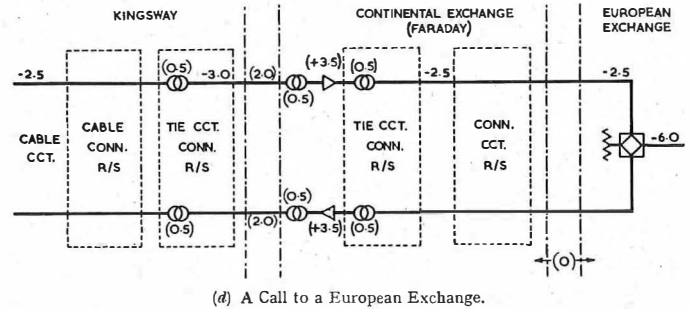 KINGSWAY
CONTINENTAL EXCHANGE
(FARADAY)
EUROPEAN
EXCHANGE
-2.5
(0.5)
-3.0
(2.0)
(0.5)
(+3.5)
(0.5)
-2.5
-2.5
CABLE
CCT.
CABLE
CONN.
R/S
TIE CCT.
CONN.
R/S
TIE CCT.
CONN.
R/S
CONN.
CCT.
R/S
-6.0
(0.5)
(2.0)
(0.5)
(+3.5)
(0.5)
(0)
(d) A Call to a European Exchange.